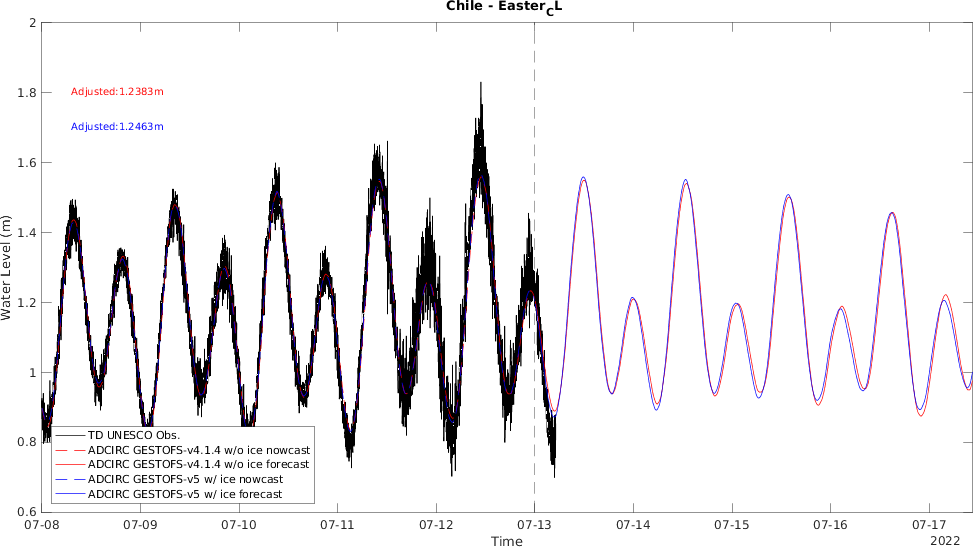 Chile - Easter_CL
2
1.8
1.6
1.4
1.2
1
0.8
0.6
Water Level (m)
Adjusted:1.2383m
Adjusted:1.2463m
TD UNESCO Obs.
ADCIRC GESTOFS-v4.1.4 w/o ice nowcast
ADCIRC GESTOFS-v4.1.4 w/o ice forecast
ADCIRC GESTOFS-v5 w/ ice nowcast
ADCIRC GESTOFS-v5 w/ ice forecast
07-08 07-09 07-10 07-11 07-12 07-13 07-14 07-15 07-16 07-17
Time
2022